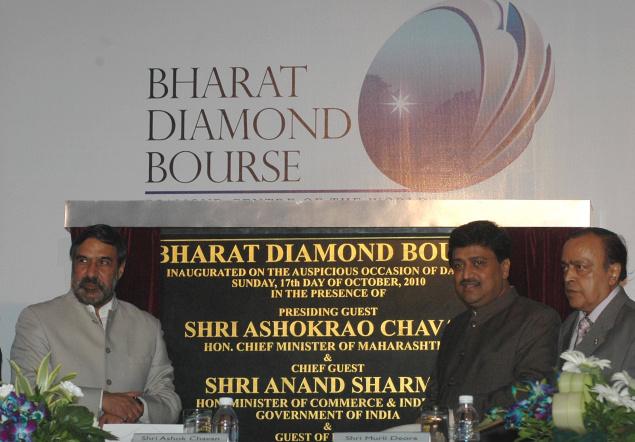 BHARAT
DIAMOND
BOURSE
BHARAT DIAMOND BOU
INAUGURATED ON THE AUSPICIOUS OCCASION OF DA
SUNDAY, 17th DAY OF OCTOBER, 2010
IN THE PRESENCE OF
PRESIDING GUEST
SHRI ASHOKRAO CHAVA
HON. CHIEF MINISTER OF MAHARASHT
&
CHIEF GUEST
SHRI ANAND SHARM
HON. MINISTER OF COMMERCE & IND
GOVERNMENT OF INDIA
&
GUEST OF
Shri Ashok Chavan
Shri Murli Deora